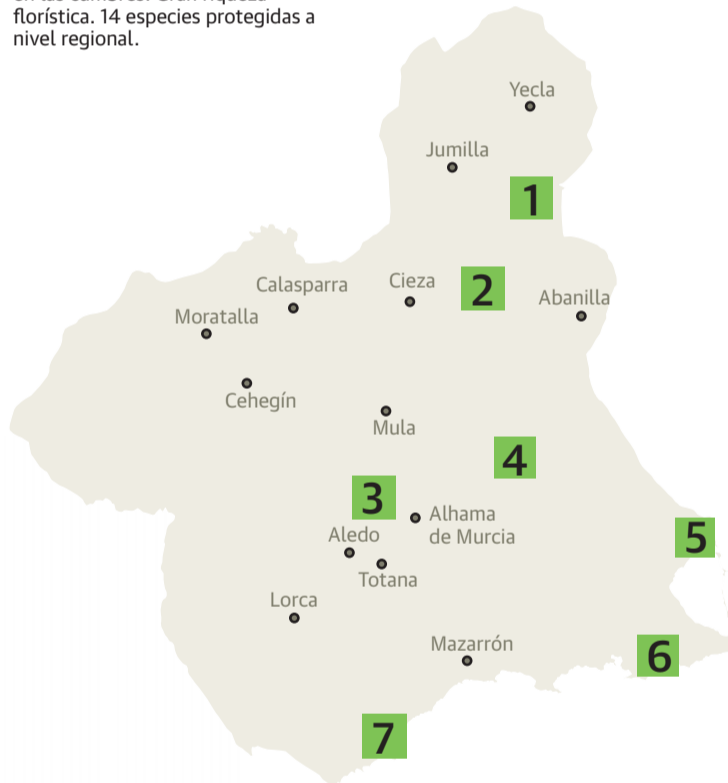 florística. 14 especies protegidas a
nivel regional.
Yecla
Jumilla
1
Calasparra
Cieza
2
Abanilla
Moratalla
Cehegín
Mula
4
3
Alhama
de Murcia
5
Aledo
Totana
Lorca
Mazarrón
6
7